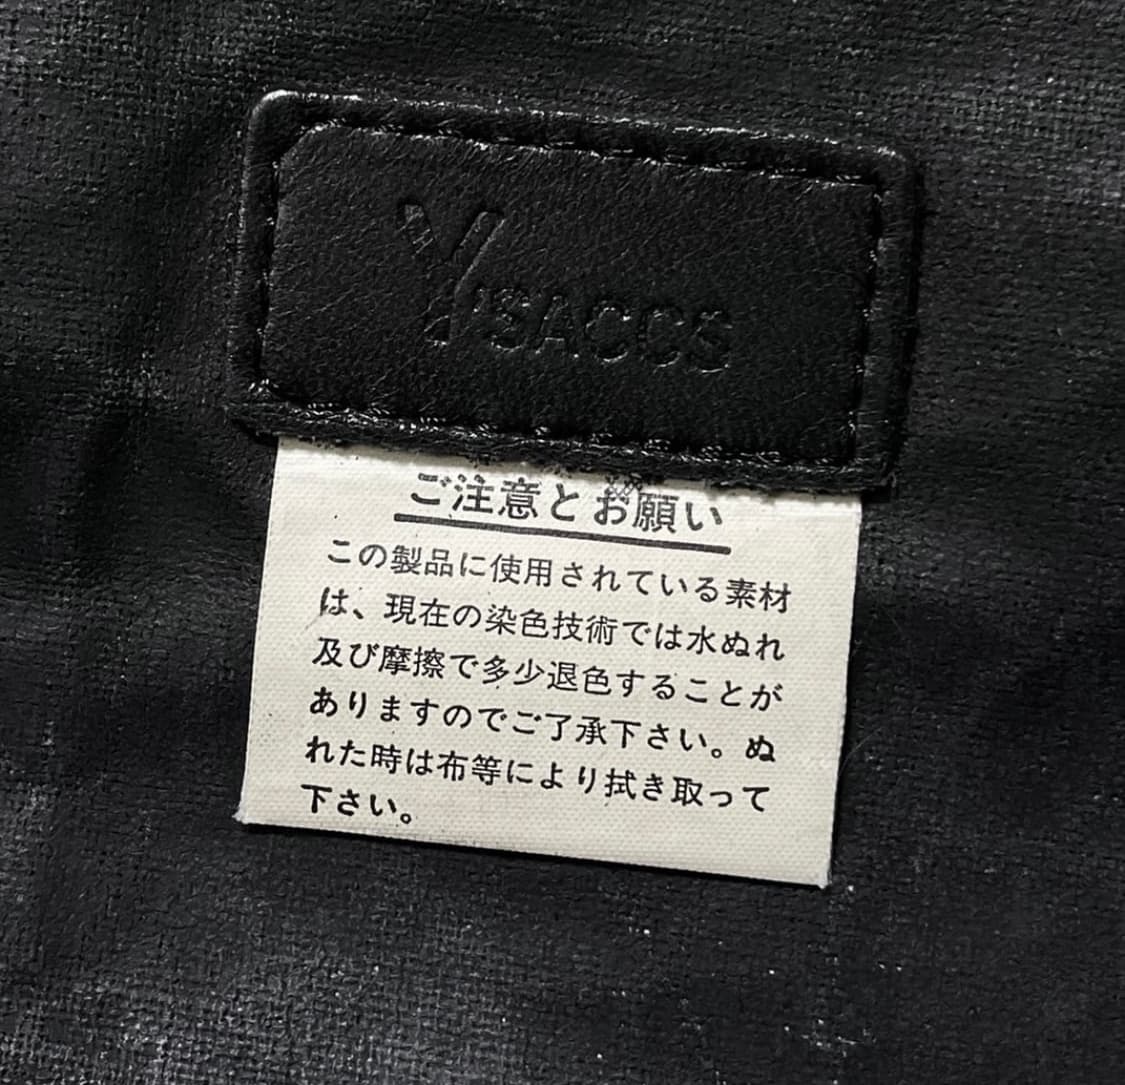 Y'SACCS
ご注意とお願い
この製品に使用されている素材
は、現在の染色技術では水ぬれ
及び摩擦で多少退色することが
ありますのでご了承下さい。ぬ
れた時は布等により拭き取って
下さい。